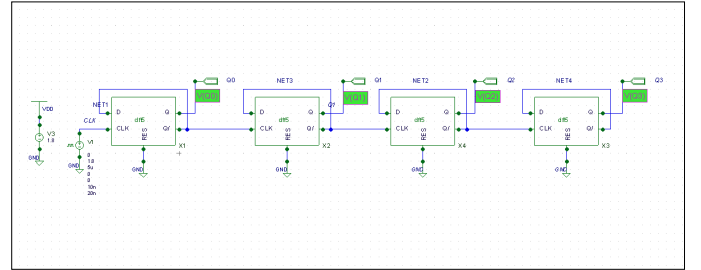 Q0 NET3 Q1 NET2 Q2 NET4 Q3
VDD
V(Q0) V(Q1) V(Q2) V(Q3)
NET1
D Q D Q D Q D Q
dff5 dff5 dff5 dff5
CLK
CLK Q/ CLK Q/ CLK Q/ CLK Q/
RES RES RES RES
V3
1.8
V1
X1 X2 X4 X3
0
1.8
5u
0
0
10n
20n
GND GND GND GND GND GND